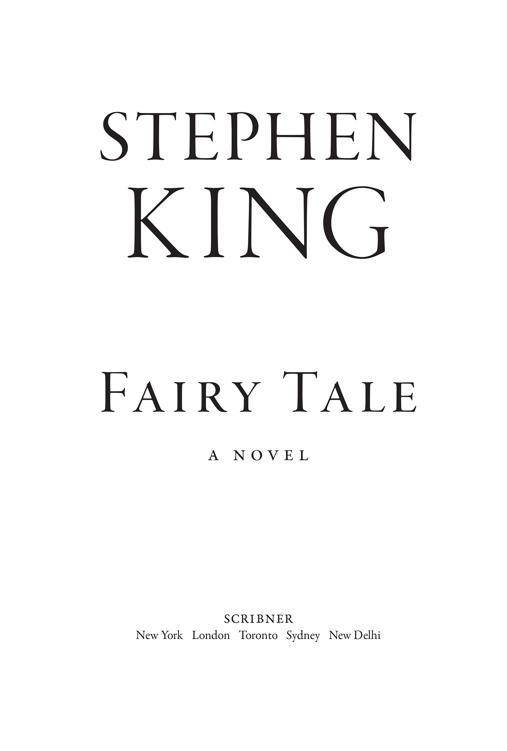 STEPHEN
KING
FAIRY TALE
A NOVEL
SCRIBNER
New York London Toronto Sydney New Delhi